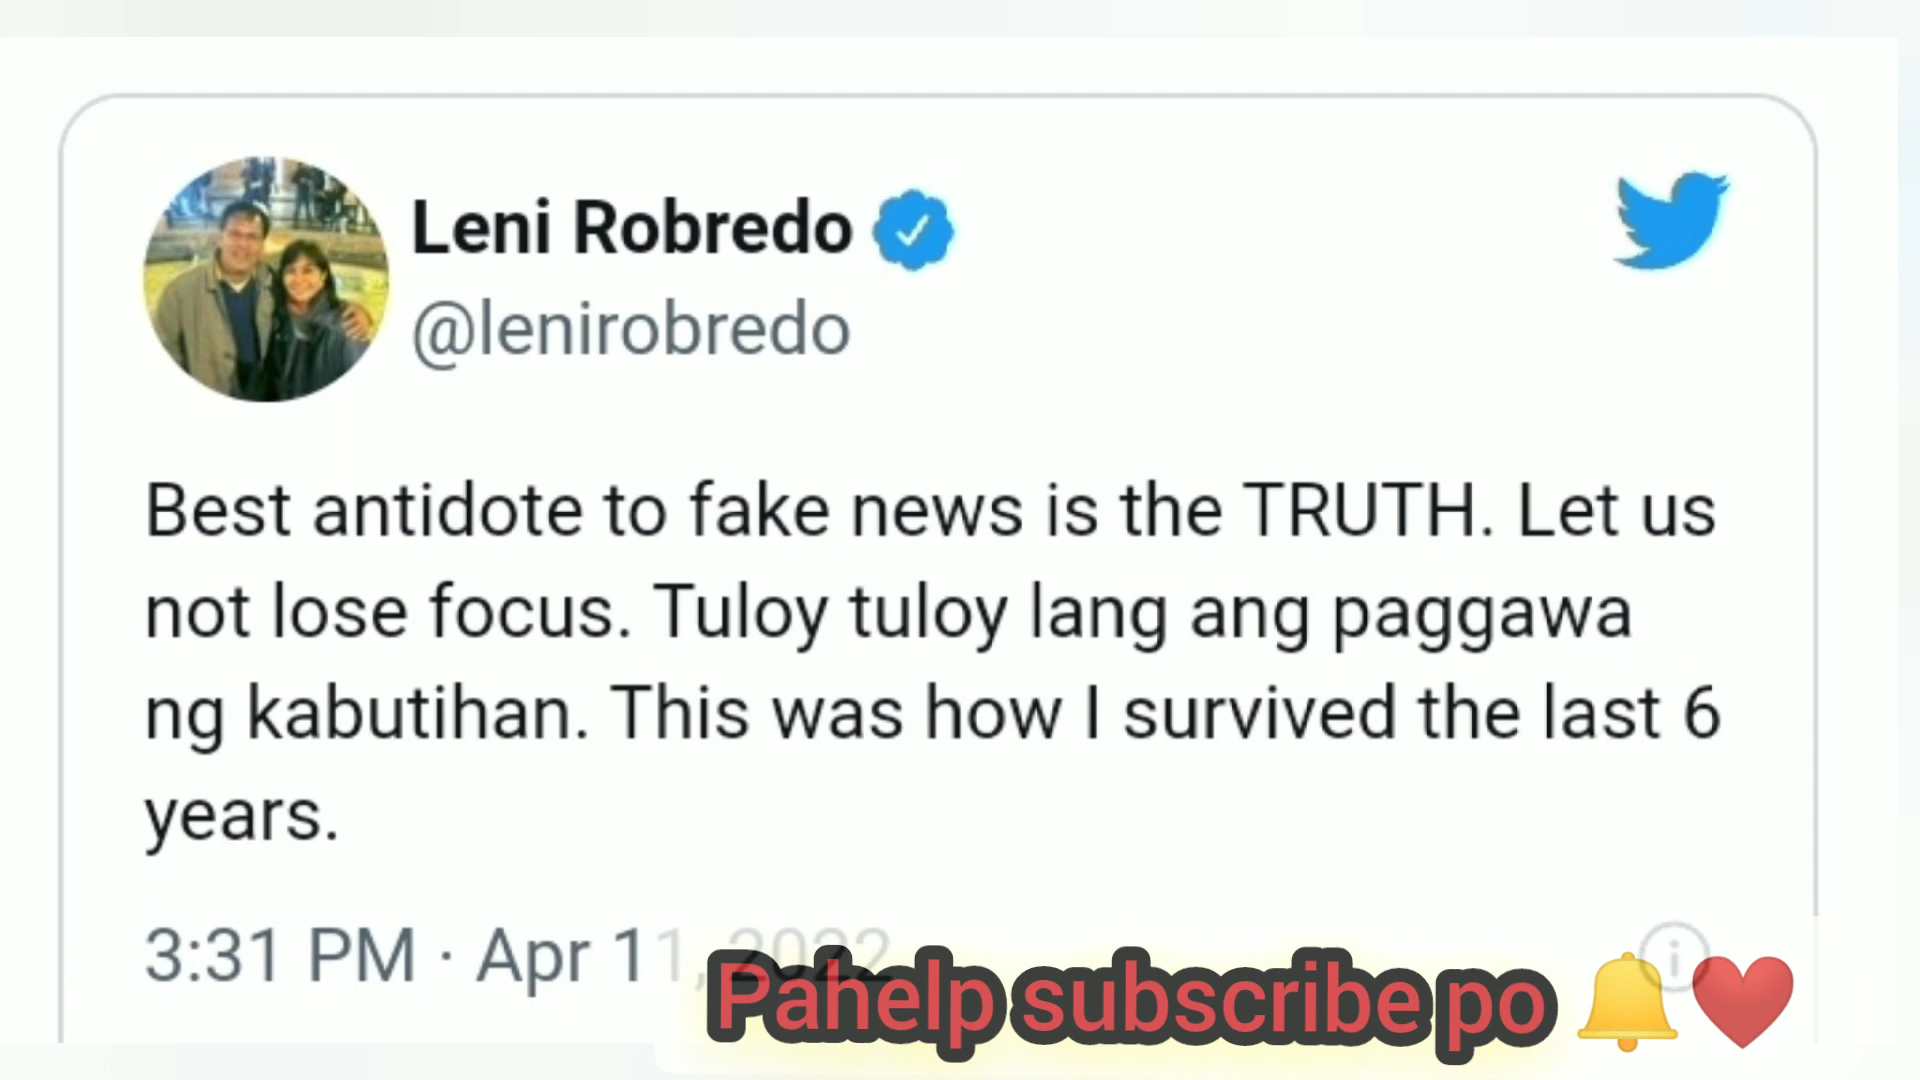 Leni Robredo
@lenirobredo
Best antidote to fake news is the TRUTH. Let us
not lose focus. Tuloy tuloy lang ang paggawa
ng kabutihan. This was how I survived the last 6
years.
3:31 PM · Apr 11, 2022
Pahelp subscribe po